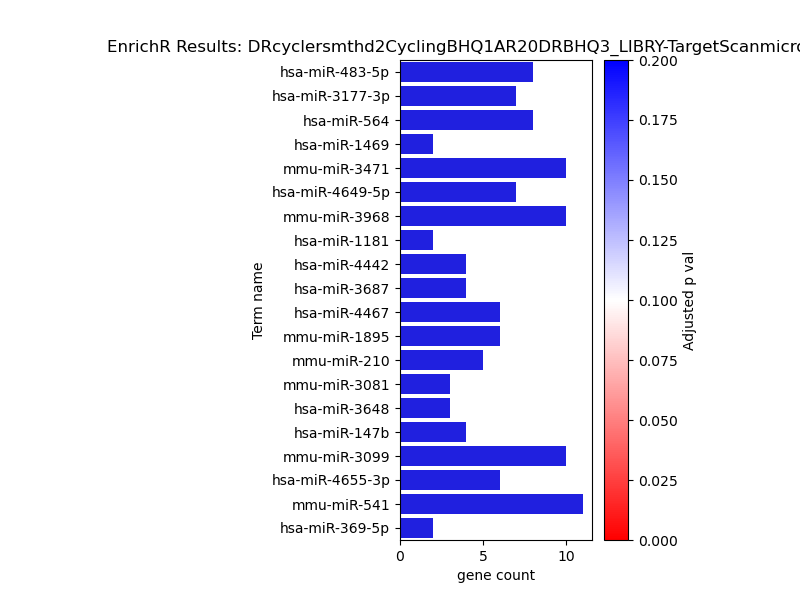 EnrichR Results: DRcyclersmthd2CyclingBHQ1AR20DRBHQ3_LIBRY-TargetScanmicro
hsa-miR-483-5p
hsa-miR-3177-3p
hsa-miR-564
hsa-miR-1469
mmu-miR-3471
hsa-miR-4649-5p
mmu-miR-3968
hsa-miR-1181
hsa-miR-4442
hsa-miR-3687
hsa-miR-4467
mmu-miR-1895
mmu-miR-210
mmu-miR-3081
hsa-miR-3648
hsa-miR-147b
mmu-miR-3099
hsa-miR-4655-3p
mmu-miR-541
hsa-miR-369-5p
Term name
0 5 10
gene count
0.200
0.175
0.150
0.125
0.100
0.075
0.050
0.025
0.000
Adjusted p val